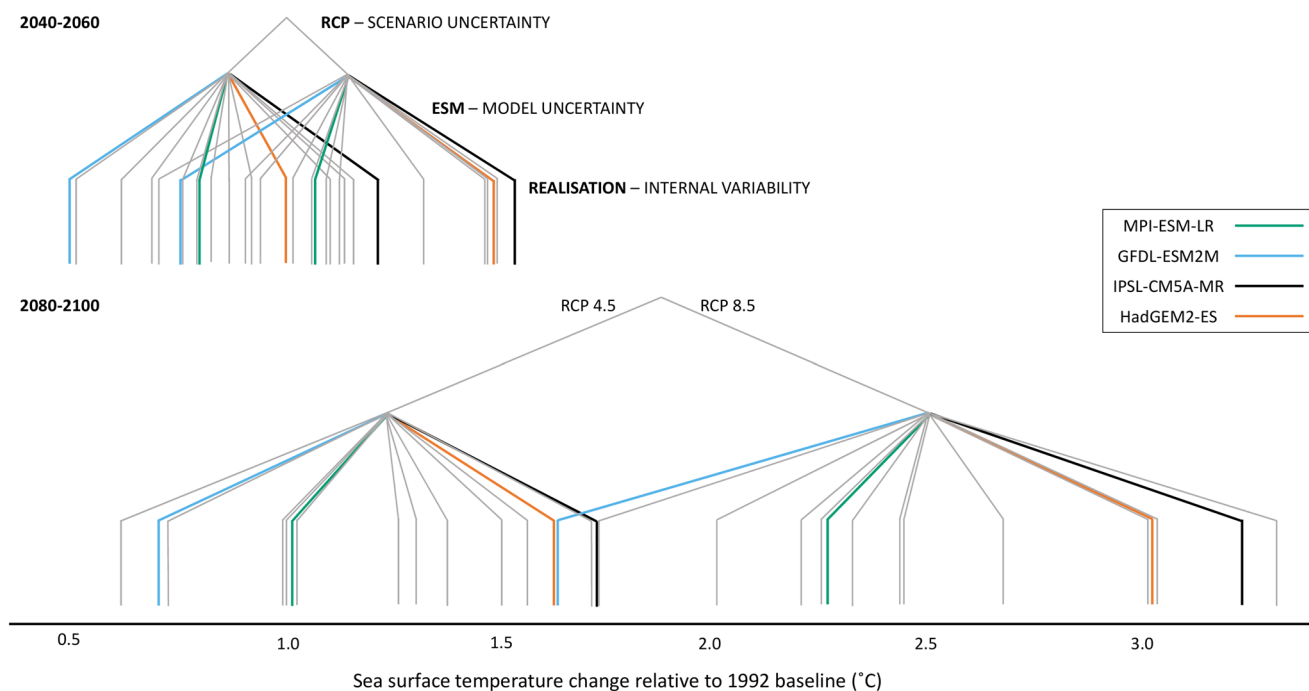 2040-2060
RCP – SCENARIO UNCERTAINTY
ESM – MODEL UNCERTAINTY
REALISATION – INTERNAL VARIABILITY
MPI-ESM-LR
GFDL-ESM2M
IPSL-CM5A-MR
HadGEM2-ES
2080-2100
RCP 4.5 RCP 8.5
0.5 1.0 1.5 2.0 2.5 3.0
Sea surface temperature change relative to 1992 baseline (˚C)